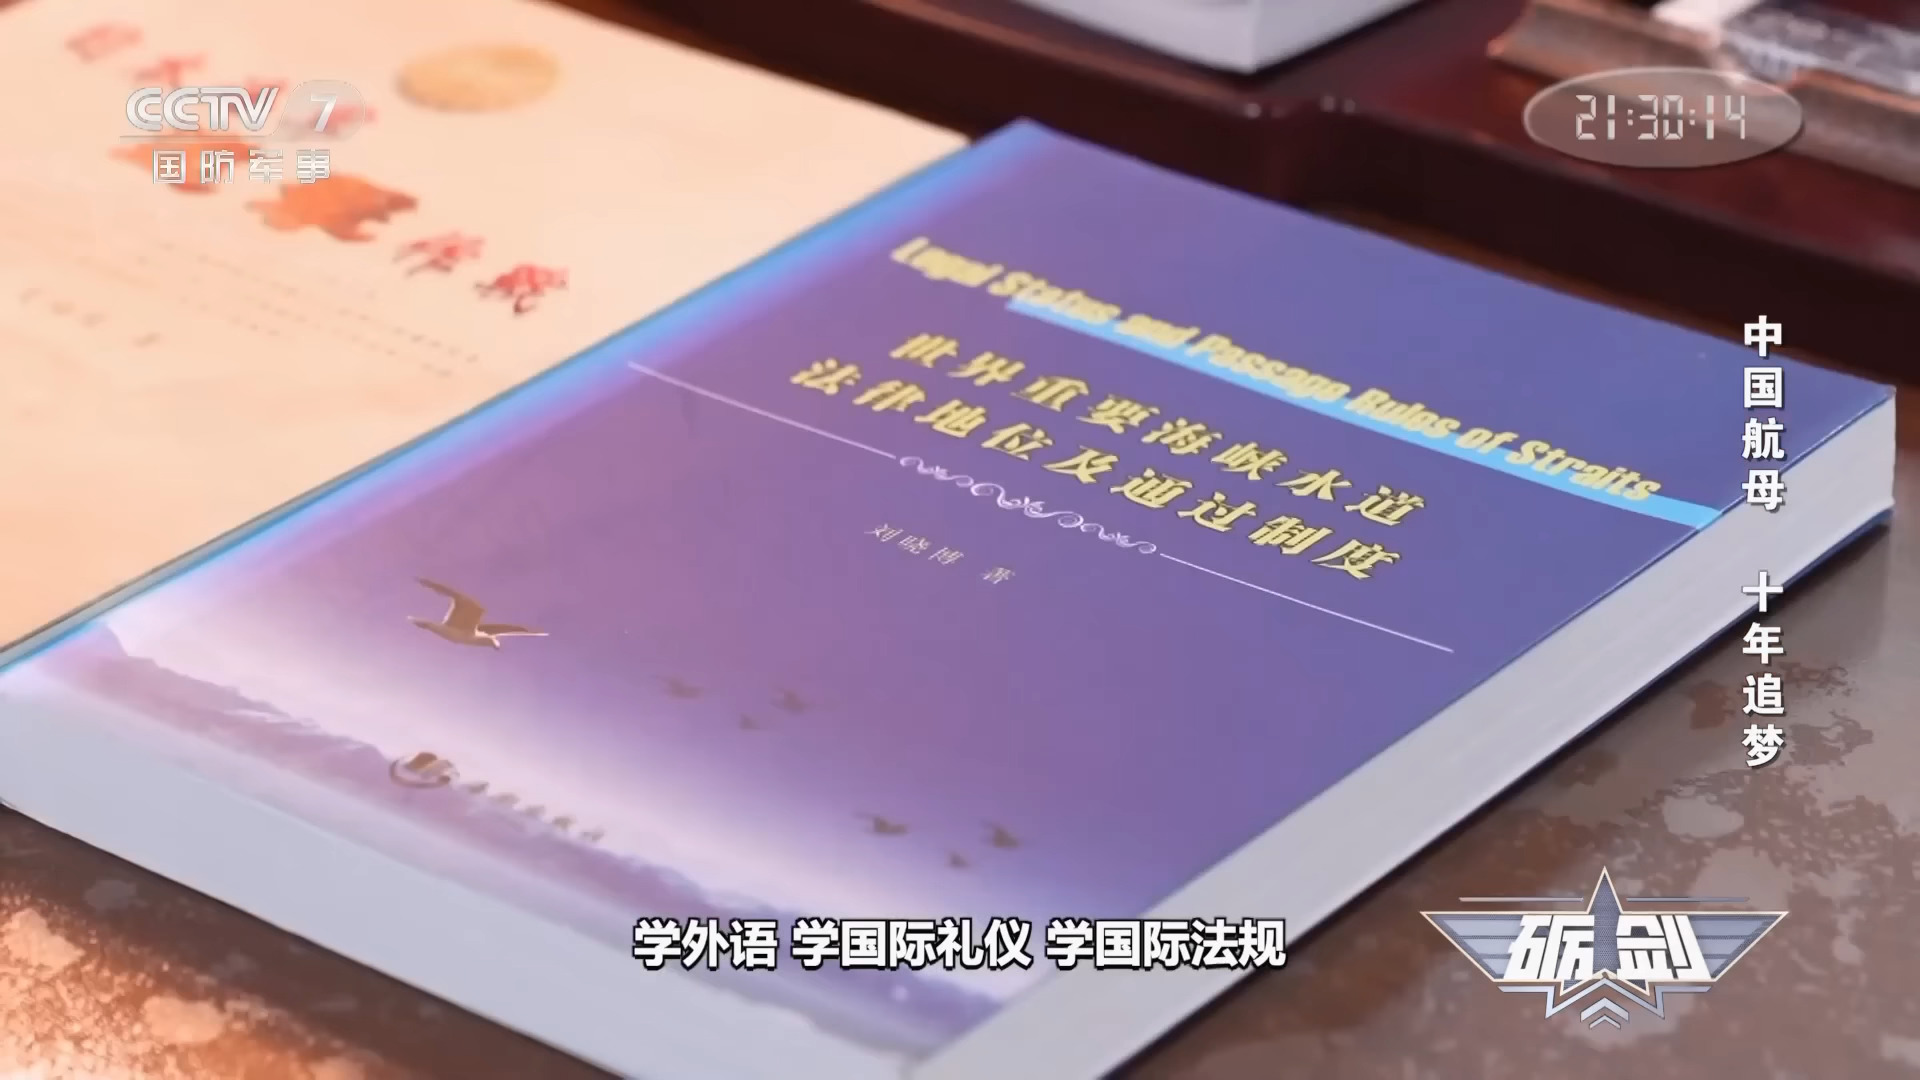 CCTV 7
国防军事
21:30:14
Legal Status and Passage Rules of Straits
世界重要海峡水道
法律地位及通过制度
刘晓博 著
中国航母 十年追梦
学外语 学国际礼仪 学国际法规
砺剑